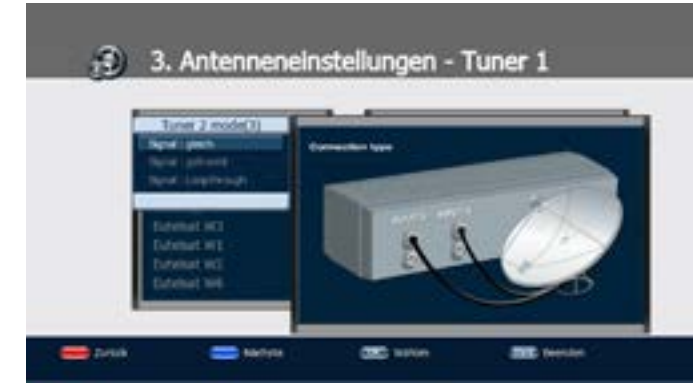 3. Antenneneinstellungen - Tuner 1
Tuner 2 mode(3)
Signal : gleich
Signal : getrennt
Signal : Loopthrough
Eutelsat W3
Eutelsat W1
Eutelsat W2
Eutelsat W6
Connection type
Zurück
Nächste
Wählen
Beenden